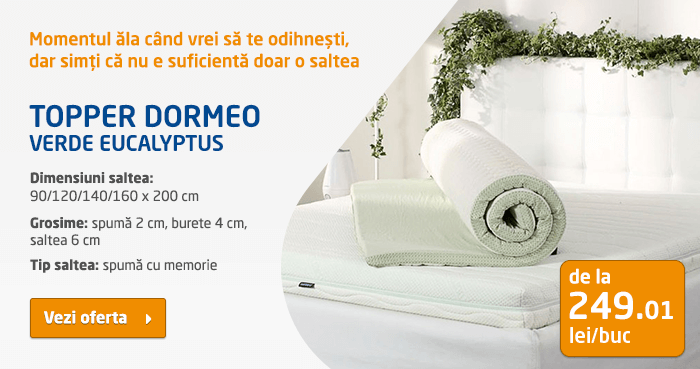 Momentul ăla când vrei să te odihnești,
dar simți că nu e suficientă doar o saltea
TOPPER DORMEO
VERDE EUCALYPTUS
Dimensiuni saltea:
90/120/140/160 x 200 cm
Grosime: spumă 2 cm, burete 4 cm,
saltea 6 cm
Tip saltea: spumă cu memorie
Vezi oferta
de la
249.01
lei/buc